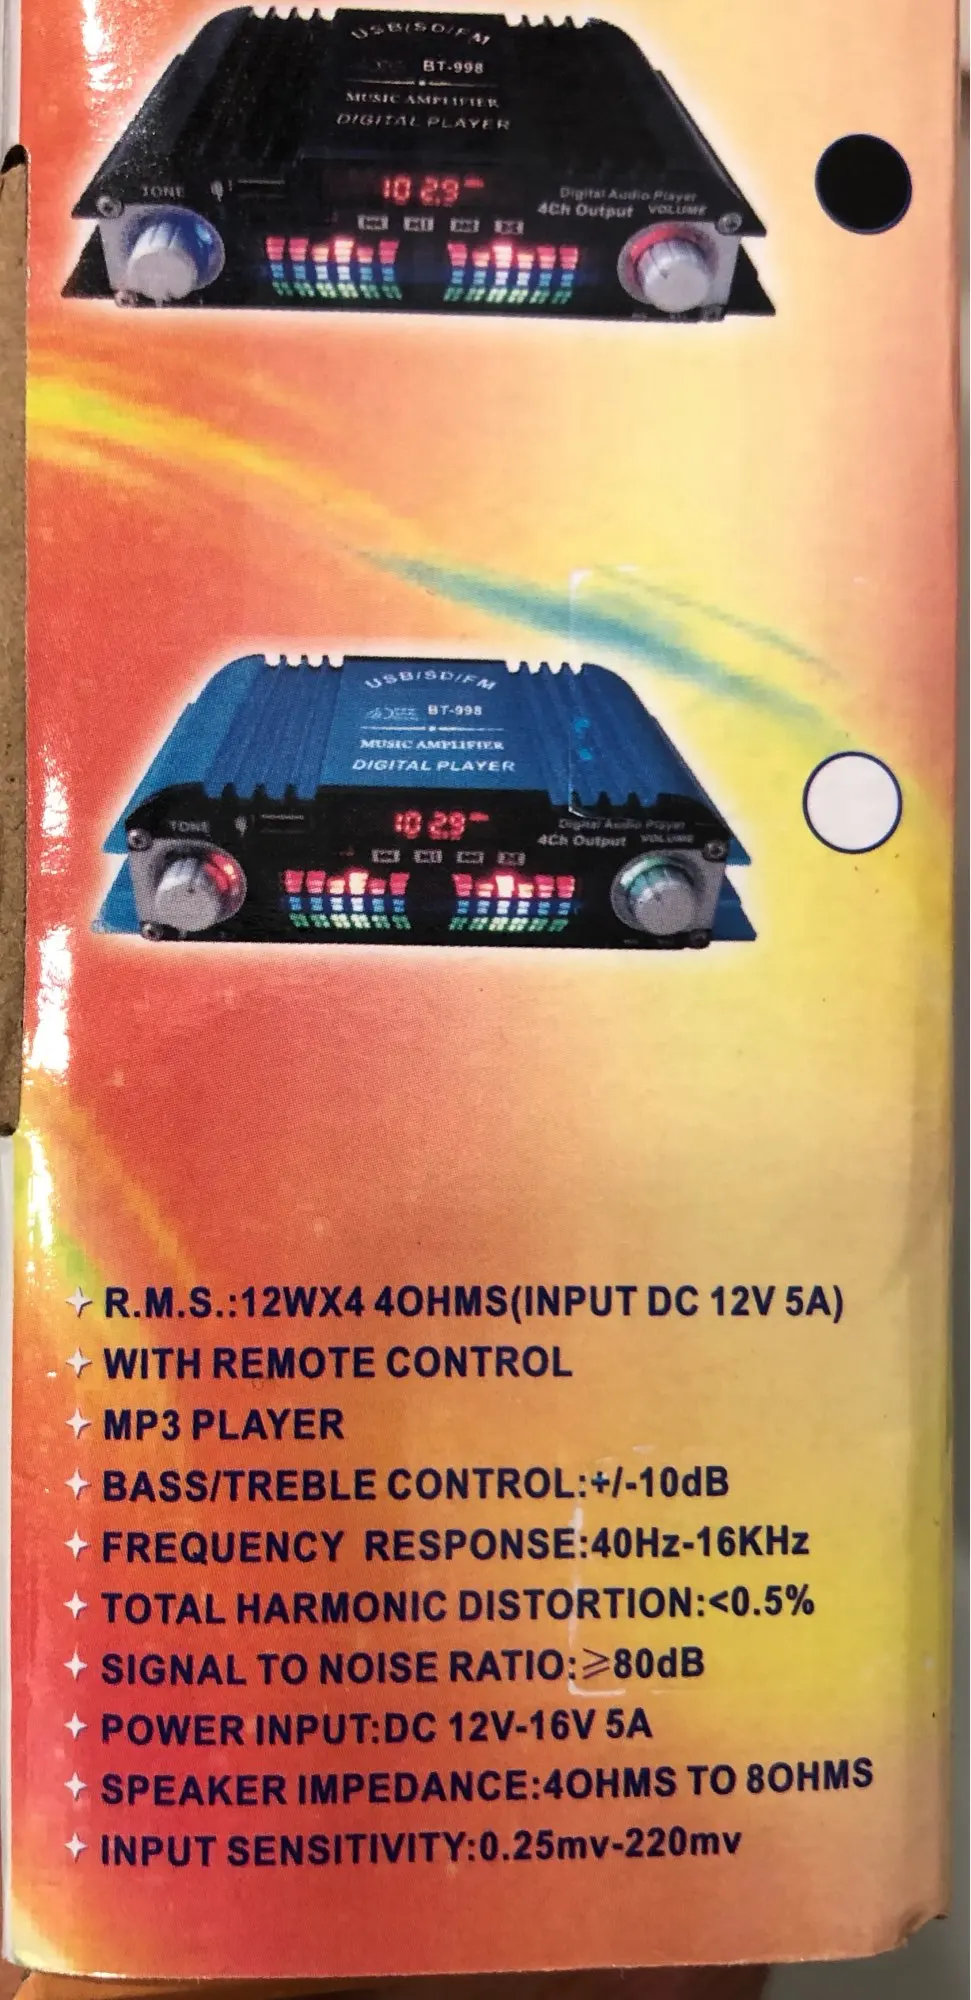 USB/SD/FM
BT-998
MUSIC AMPLIFIER
DIGITAL PLAYER
TONE
102.9
Digital Audio Player
4Ch Output VOLUME
USB/SD/FM
BT-998
MUSIC AMPLIFIER
DIGITAL PLAYER
TONE
102.9
Digital Audio Player
4Ch Output VOLUME
R.M.S.:12WX4 4OHMS(INPUT DC 12V 5A)
WITH REMOTE CONTROL
MP3 PLAYER
BASS/TREBLE CONTROL:+/-10dB
FREQUENCY RESPONSE:40Hz-16KHz
TOTAL HARMONIC DISTORTION:<0.5%
SIGNAL TO NOISE RATIO:≥80dB
POWER INPUT:DC 12V-16V 5A
SPEAKER IMPEDANCE:4OHMS TO 8OHMS
INPUT SENSITIVITY:0.25mv-220mv